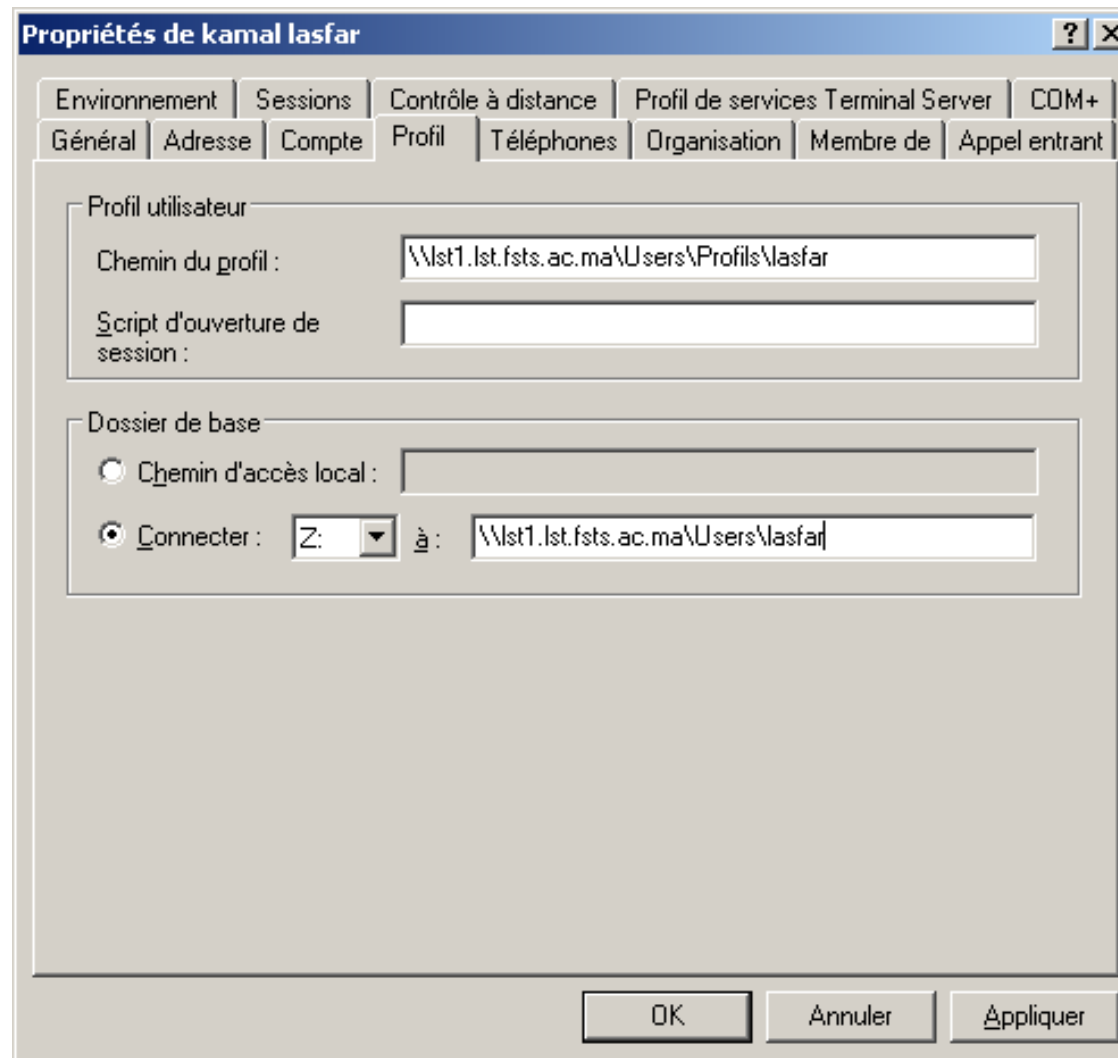 Propriétés de kamal lasfar
Environnement Sessions Contrôle à distance Profil de services Terminal Server COM+
Général Adresse Compte Profil Téléphones Organisation Membre de Appel entrant
Profil utilisateur
Chemin du profil : \\lst1.lst.fsts.ac.ma\Users\Profils\lasfar
Script d'ouverture de
session :
Dossier de base
Chemin d'accès local :
Connecter : Z: à : \\lst1.lst.fsts.ac.ma\Users\lasfar
OK Annuler Appliquer